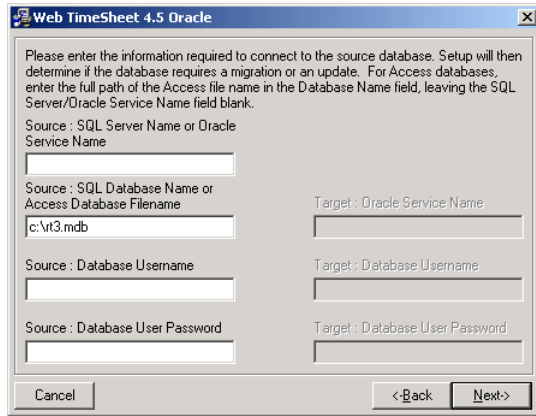 Web TimeSheet 4.5 Oracle
Please enter the information required to connect to the source database. Setup will then
determine if the database requires a migration or an update. For Access databases,
enter the full path of the Access file name in the Database Name field, leaving the SQL
Server/Oracle Service Name field blank.
Source : SQL Server Name or Oracle
Service Name
Source : SQL Database Name or
Access Database Filename
Target : Oracle Service Name
c:\rt3.mdb
Source : Database Username
Target : Database Username
Source : Database User Password
Target : Database User Password
Cancel
<-Back
Next->